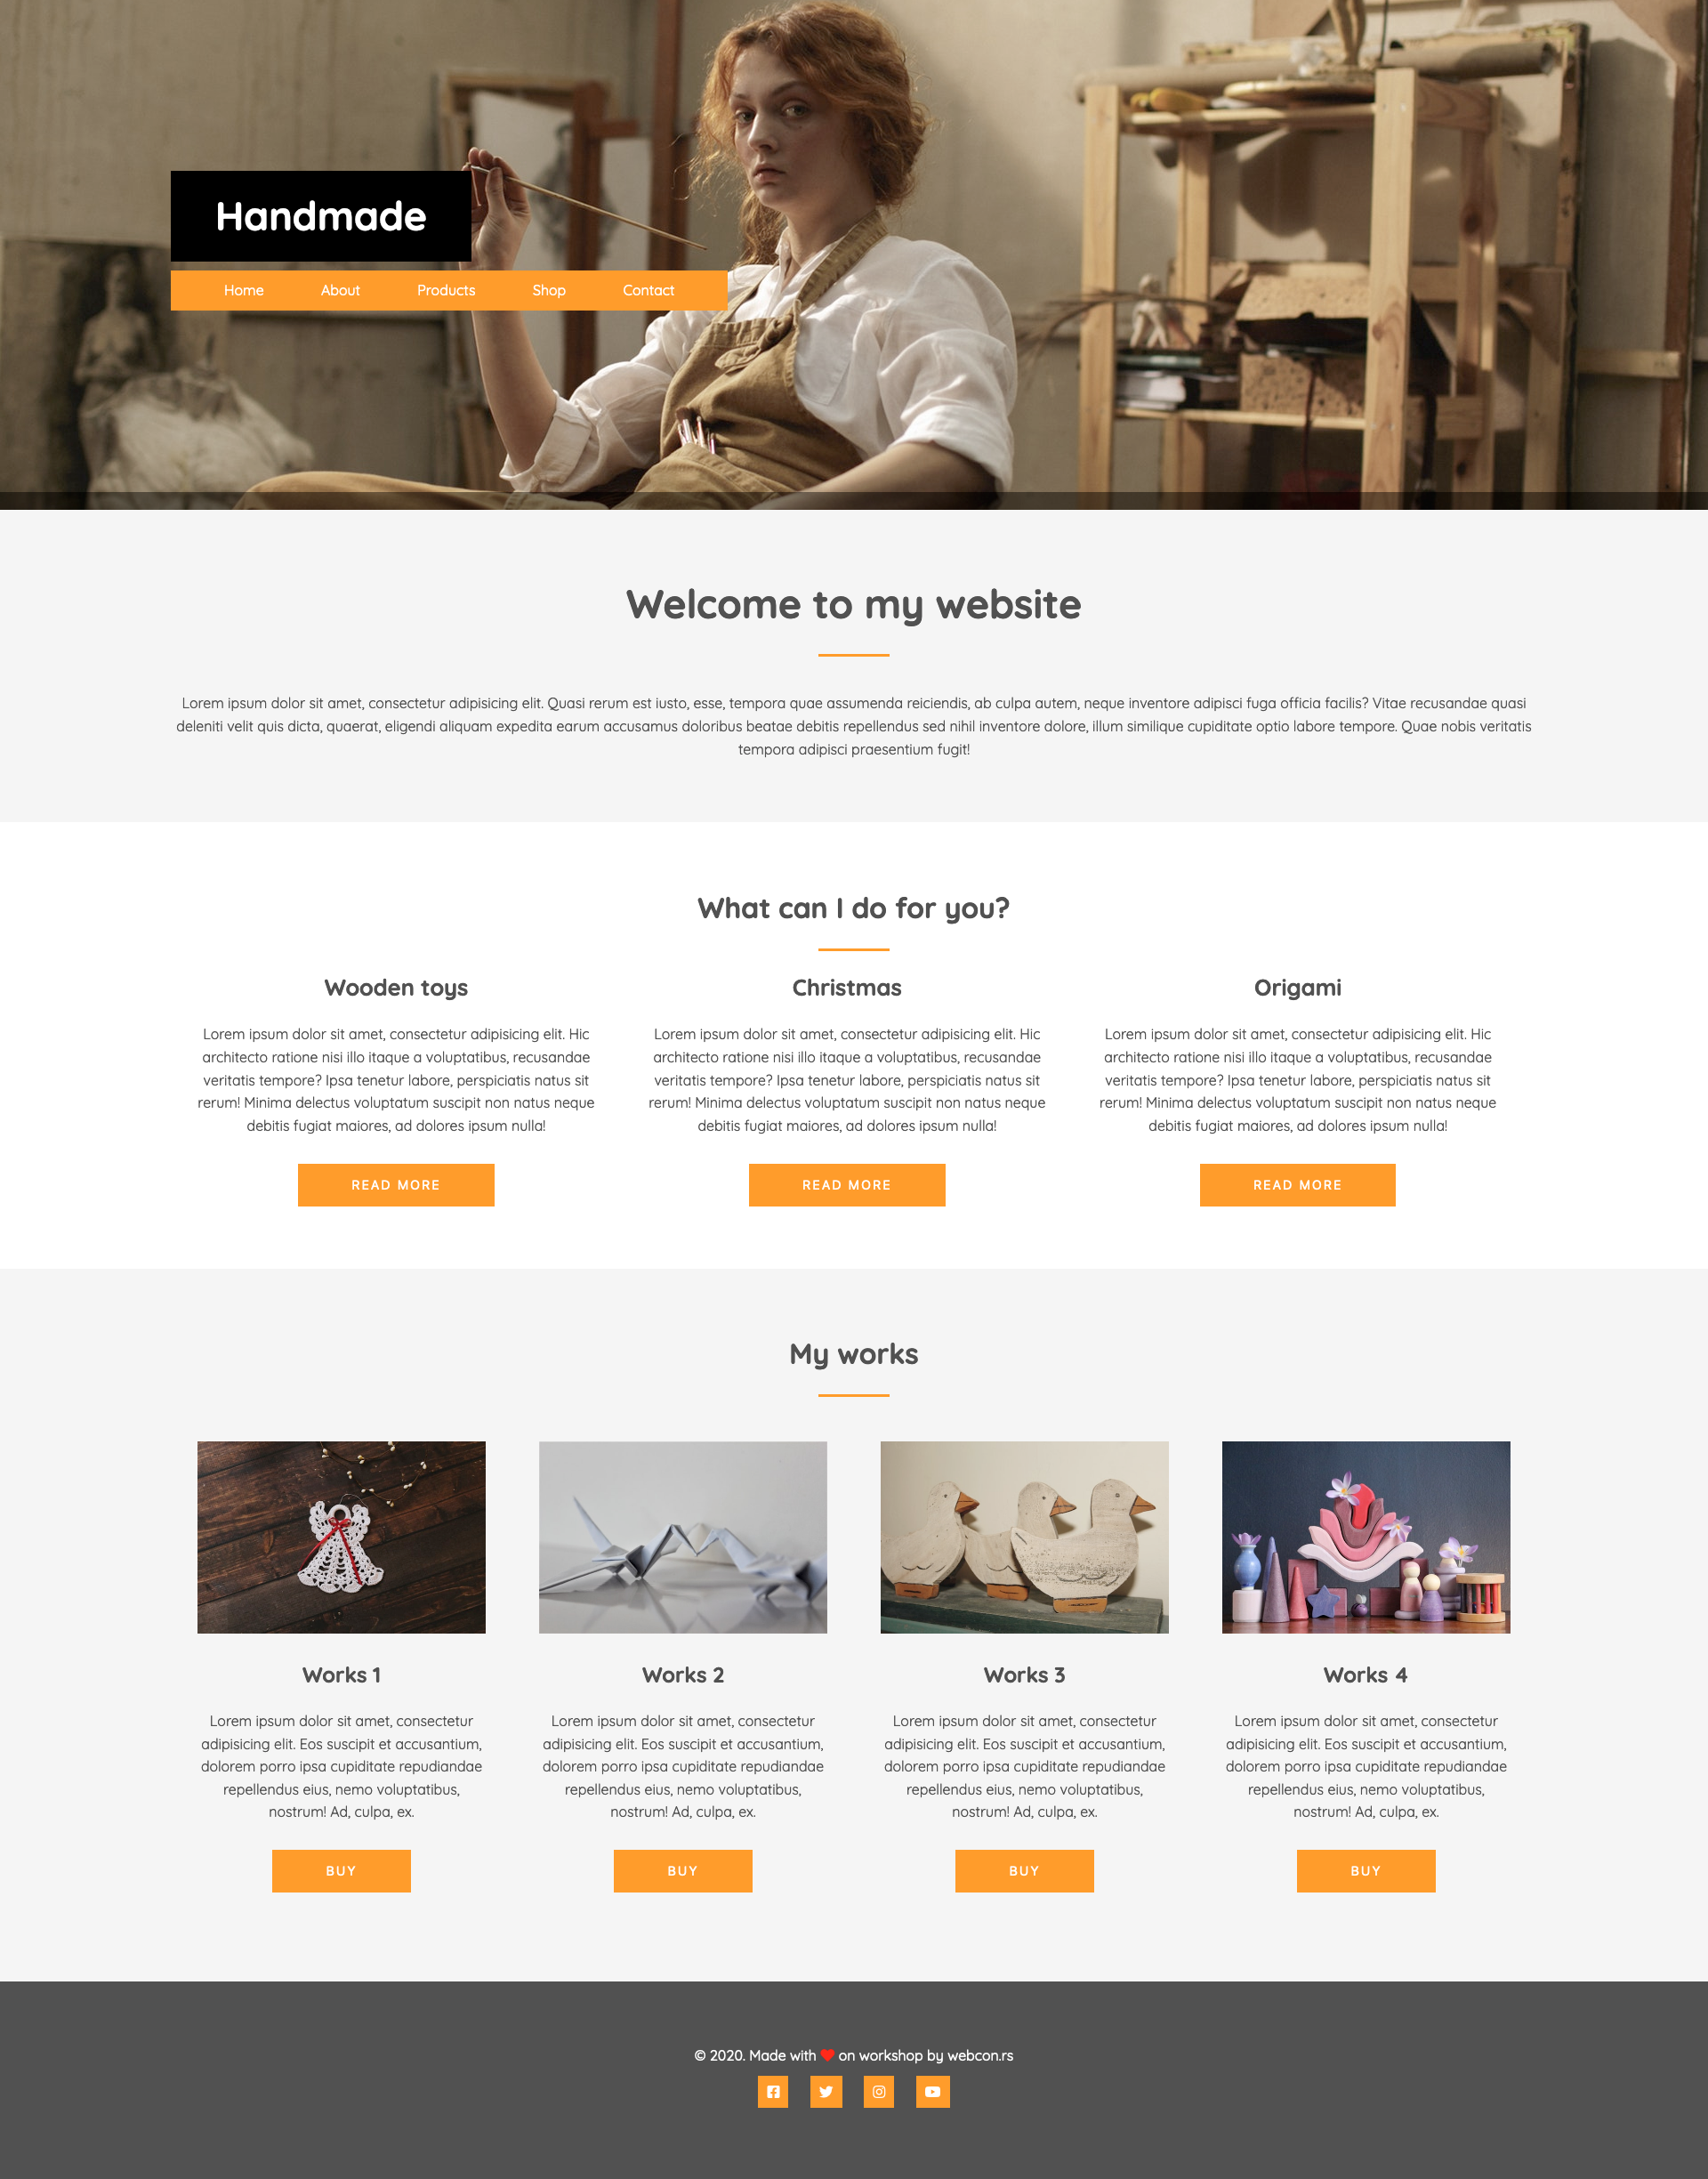 Handmade
Home About Products Shop Contact
Welcome to my website
Lorem ipsum dolor sit amet, consectetur adipisicing elit. Quasi rerum est iusto, esse, tempora quae assumenda reiciendis, ab culpa autem, neque inventore adipisci fuga officia facilis? Vitae recusandae quasi
deleniti velit quis dicta, quaerat, eligendi aliquam expedita earum accusamus doloribus beatae debitis repellendus sed nihil inventore dolore, illum similique cupiditate optio labore tempore. Quae nobis veritatis
tempora adipisci praesentium fugit!
What can I do for you?
Wooden toys
Lorem ipsum dolor sit amet, consectetur adipisicing elit. Hic
architecto ratione nisi illo itaque a voluptatibus, recusandae
veritatis tempore? Ipsa tenetur labore, perspiciatis natus sit
rerum! Minima delectus voluptatum suscipit non natus neque
debitis fugiat maiores, ad dolores ipsum nulla!
READ MORE
Christmas
Lorem ipsum dolor sit amet, consectetur adipisicing elit. Hic
architecto ratione nisi illo itaque a voluptatibus, recusandae
veritatis tempore? Ipsa tenetur labore, perspiciatis natus sit
rerum! Minima delectus voluptatum suscipit non natus neque
debitis fugiat maiores, ad dolores ipsum nulla!
READ MORE
Origami
Lorem ipsum dolor sit amet, consectetur adipisicing elit. Hic
architecto ratione nisi illo itaque a voluptatibus, recusandae
veritatis tempore? Ipsa tenetur labore, perspiciatis natus sit
rerum! Minima delectus voluptatum suscipit non natus neque
debitis fugiat maiores, ad dolores ipsum nulla!
READ MORE
My works
Works 1
Lorem ipsum dolor sit amet, consectetur
adipisicing elit. Eos suscipit et accusantium,
dolorem porro ipsa cupiditate repudiandae
repellendus eius, nemo voluptatibus,
nostrum! Ad, culpa, ex.
BUY
Works 2
Lorem ipsum dolor sit amet, consectetur
adipisicing elit. Eos suscipit et accusantium,
dolorem porro ipsa cupiditate repudiandae
repellendus eius, nemo voluptatibus,
nostrum! Ad, culpa, ex.
BUY
Works 3
Lorem ipsum dolor sit amet, consectetur
adipisicing elit. Eos suscipit et accusantium,
dolorem porro ipsa cupiditate repudiandae
repellendus eius, nemo voluptatibus,
nostrum! Ad, culpa, ex.
BUY
Works 4
Lorem ipsum dolor sit amet, consectetur
adipisicing elit. Eos suscipit et accusantium,
dolorem porro ipsa cupiditate repudiandae
repellendus eius, nemo voluptatibus,
nostrum! Ad, culpa, ex.
BUY
© 2020. Made with ❤ on workshop by webcon.rs